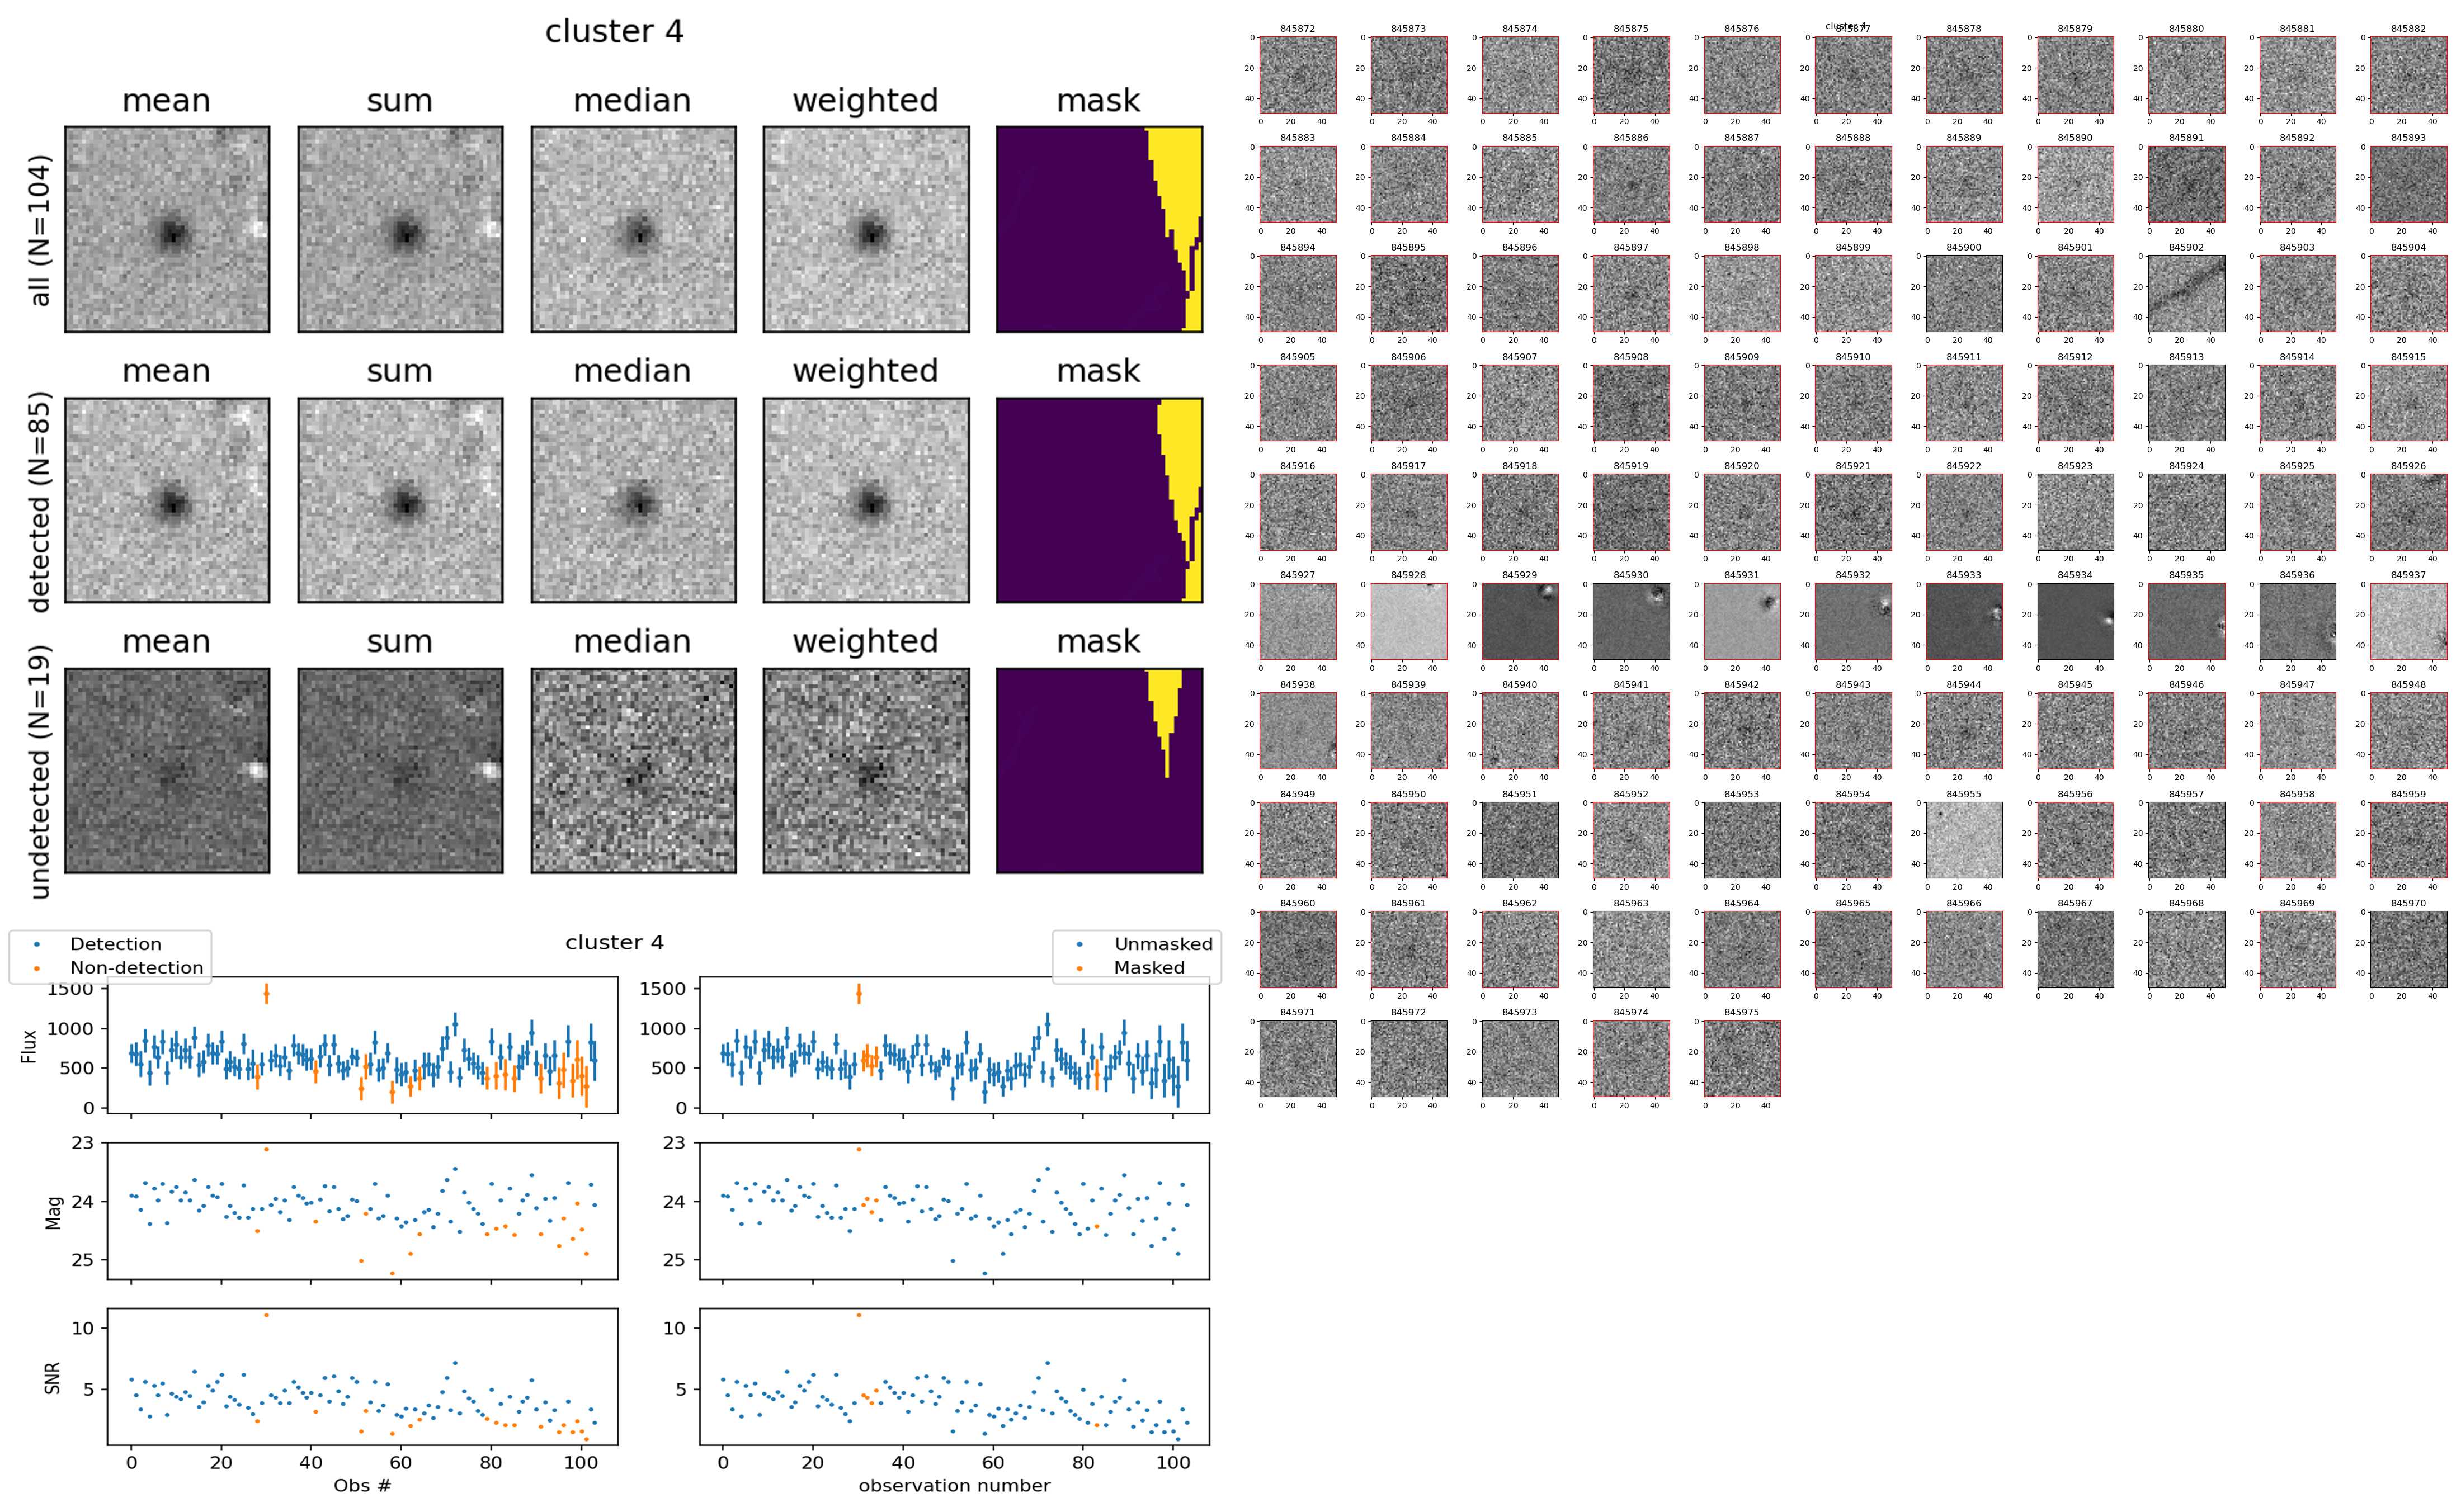 cluster 4
mean sum median weighted mask
all (N=104)
mean sum median weighted mask
detected (N=85)
mean sum median weighted mask
undetected (N=19)
Detection
Non-detection
cluster 4
Unmasked
Masked
Flux
1500
1000
500
0
1500
1000
500
0
Mag
23
24
25
23
24
25
SNR
10
5
10
5
0 20 40 60 80 100
Obs #
0 20 40 60 80 100
observation number
cluster 4
845872 845873 845874 845875 845876 845877 845878 845879 845880 845881 845882
845883 845884 845885 845886 845887 845888 845889 845890 845891 845892 845893
845894 845895 845896 845897 845898 845899 845900 845901 845902 845903 845904
845905 845906 845907 845908 845909 845910 845911 845912 845913 845914 845915
845916 845917 845918 845919 845920 845921 845922 845923 845924 845925 845926
845927 845928 845929 845930 845931 845932 845933 845934 845935 845936 845937
845938 845939 845940 845941 845942 845943 845944 845945 845946 845947 845948
845949 845950 845951 845952 845953 845954 845955 845956 845957 845958 845959
845960 845961 845962 845963 845964 845965 845966 845967 845968 845969 845970
845971 845972 845973 845974 845975